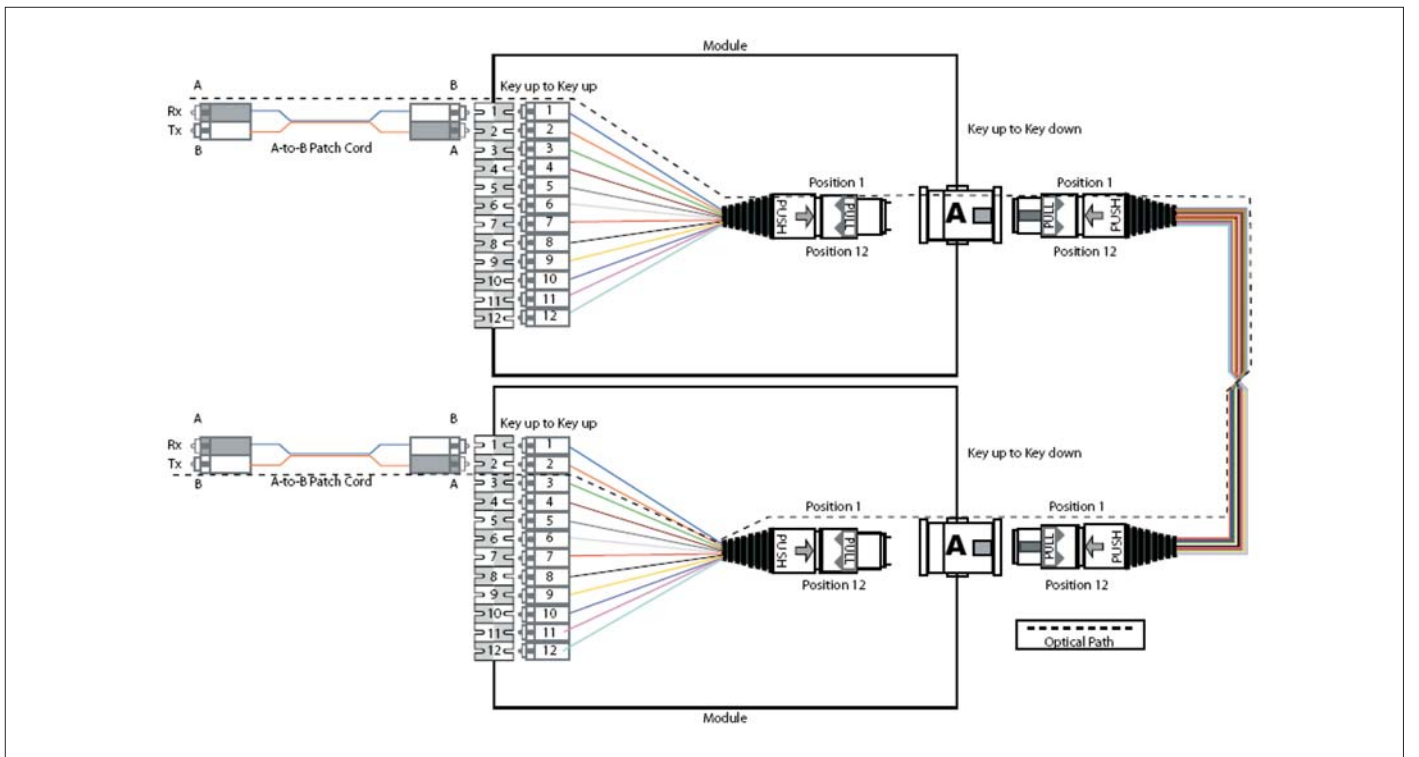 Module
A
B
Key up to Key up
Rx
Tx
B
A-to-B Patch Cord
A
1 1
2 2
3 3
4 4
5 5
6 6
7 7
8 8
9 9
10 10
11 11
12 12
Key up to Key down
Position 1
Position 1
PUSH
PULL
A
PULL
PUSH
Position 12
Position 12
A
B
Key up to Key up
Rx
Tx
B
A-to-B Patch Cord
A
1 1
2 2
3 3
4 4
5 5
6 6
7 7
8 8
9 9
10 10
11 11
12 12
Key up to Key down
Position 1
Position 1
PUSH
PULL
A
PULL
PUSH
Position 12
Position 12
Optical Path
Module